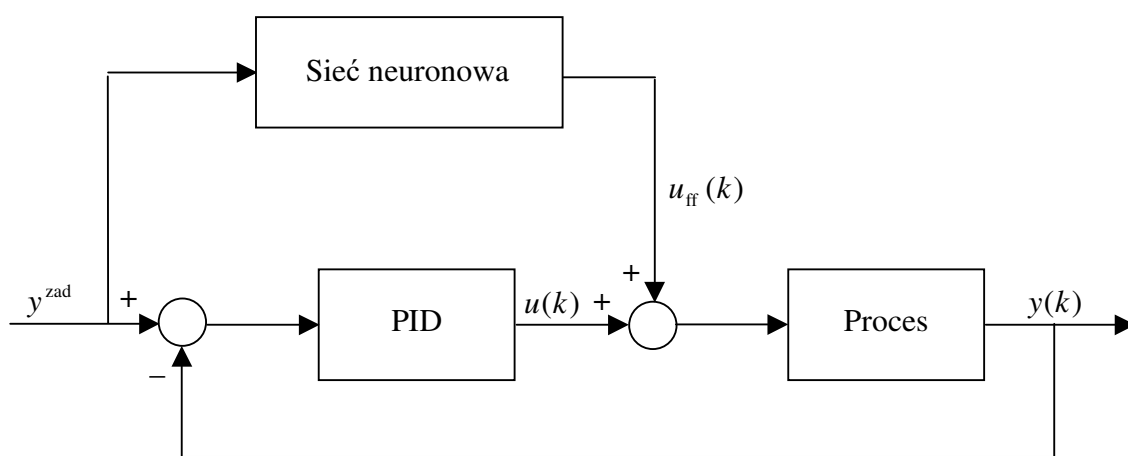 Sieć neuronowa
u_ff (k)
y^zad
+
−
PID
u(k)
+
+
Proces
y(k)